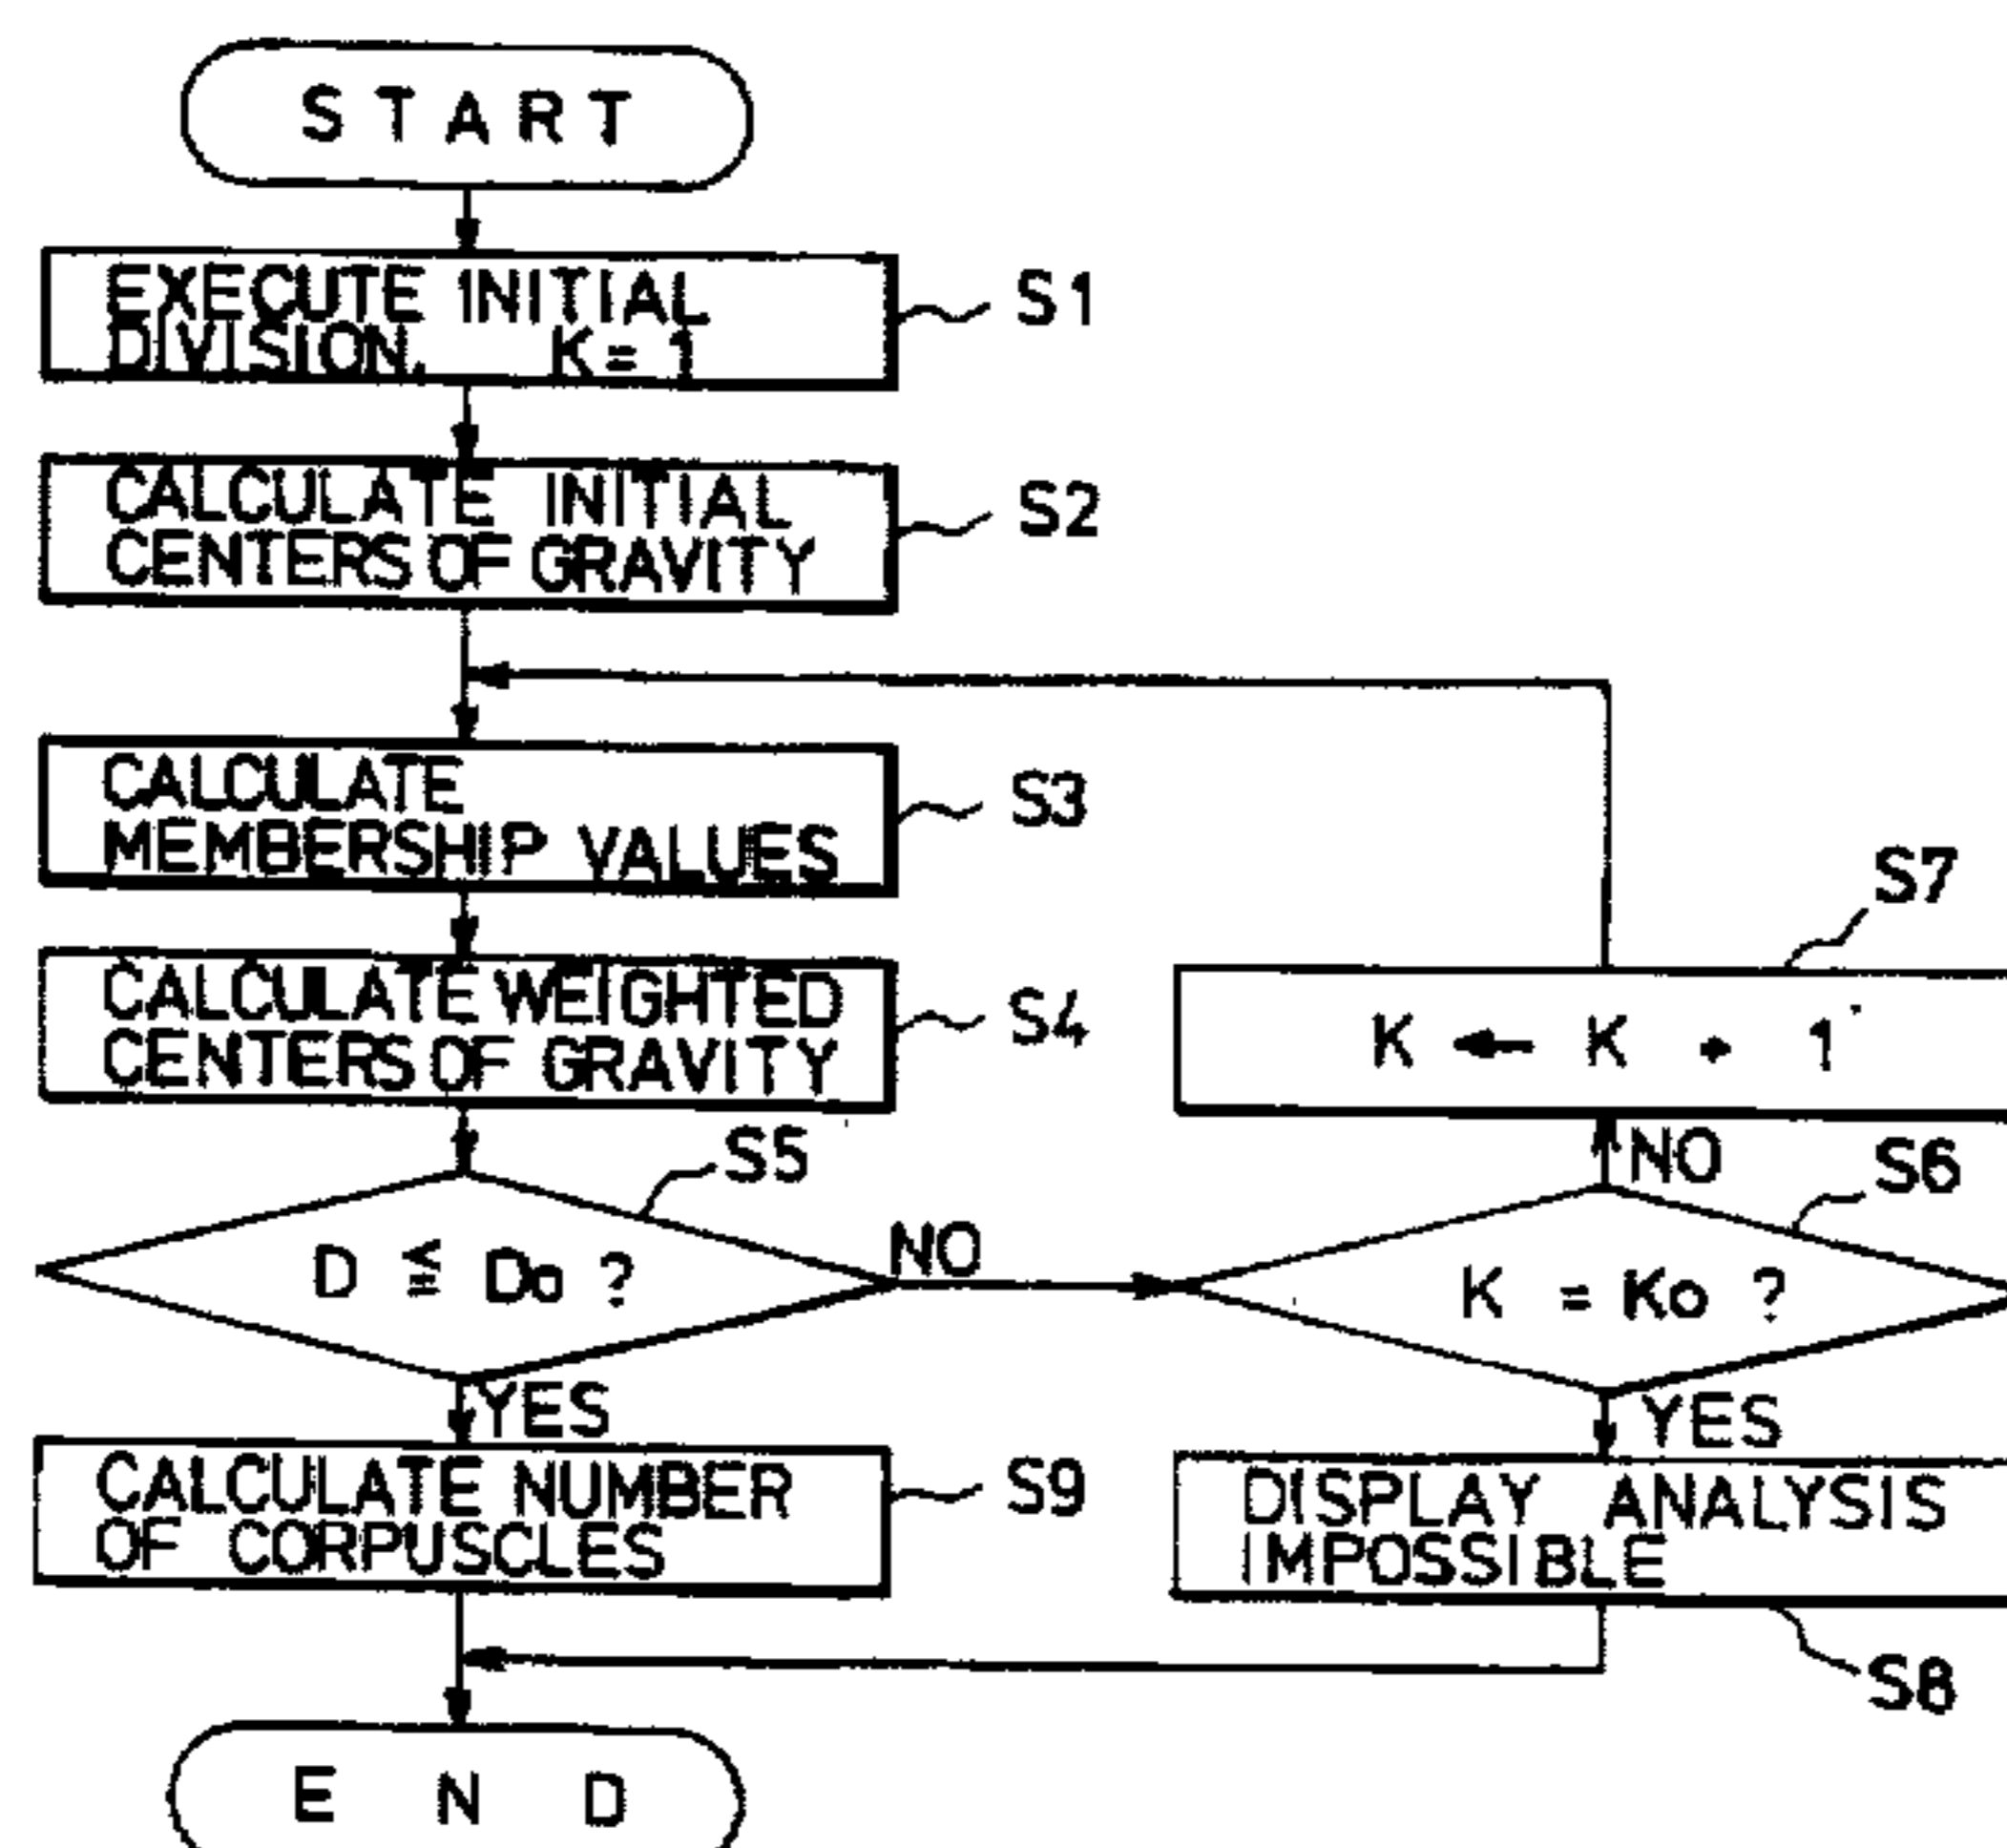 START
EXECUTE INITIAL
DIVISION, K = 1
S1
CALCULATE INITIAL
CENTERS OF GRAVITY
S2
CALCULATE
MEMBERSHIP VALUES
S3
S7
CALCULATE WEIGHTED
CENTERS OF GRAVITY
S4
K ← K + 1
S5
NO
S6
D ≦ Do ?
NO
K = Ko ?
YES
YES
CALCULATE NUMBER
OF CORPUSCLES
S9
DISPLAY ANALYSIS
IMPOSSIBLE
S8
END